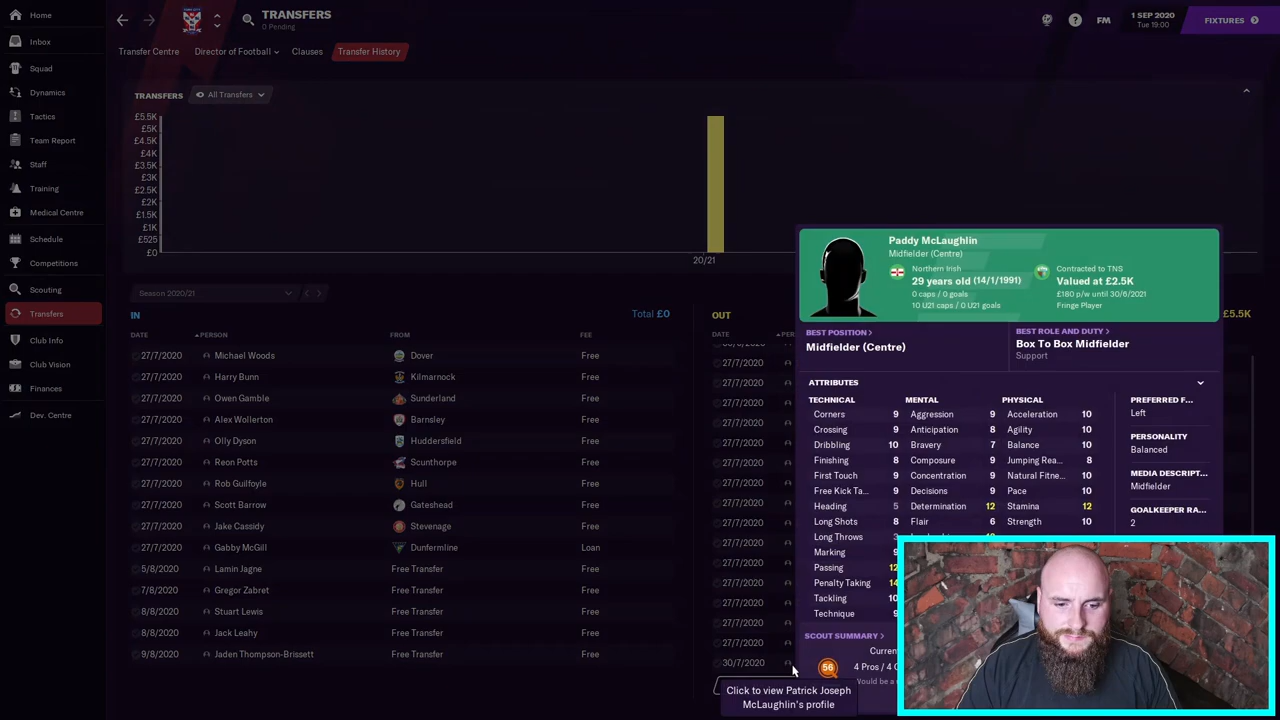 Home
TRANSFERS
0 Pending
FM
1 SEP 2020
Tue 19:00
FIXTURES
Inbox
Squad
Dynamics
Tactics
Team Report
Staff
Training
Medical Centre
Schedule
Competitions
Scouting
Transfers
Club Info
Club Vision
Finances
Dev. Centre
Transfer Centre
Director of Football
Clauses
Transfer History
TRANSFERS
All Transfers
£5.5K
£5K
£4.5K
£4K
£3.5K
£3K
£2.5K
£2K
£1.5K
£1K
£525
£0
20/21
Season 2020/21
IN
Total £0
DATE PERSON FROM FEE
27/7/2020 Michael Woods Dover Free
27/7/2020 Harry Bunn Kilmarnock Free
27/7/2020 Owen Gamble Sunderland Free
27/7/2020 Alex Wollerton Barnsley Free
27/7/2020 Olly Dyson Huddersfield Free
27/7/2020 Reon Potts Scunthorpe Free
27/7/2020 Rob Guilfoyle Hull Free
27/7/2020 Scott Barrow Gateshead Free
27/7/2020 Jake Cassidy Stevenage Free
27/7/2020 Gabby McGill Dunfermline Loan
5/8/2020 Lamin Jagne Free Transfer Free
7/8/2020 Gregor Zabret Free Transfer Free
8/8/2020 Stuart Lewis Free Transfer Free
8/8/2020 Jack Leahy Free Transfer Free
9/8/2020 Jaden Thompson-Brissett Free Transfer Free
OUT
£5.5K
DATE PER
27/7/2020
27/7/2020
27/7/2020
27/7/2020
27/7/2020
27/7/2020
27/7/2020
27/7/2020
27/7/2020
27/7/2020
27/7/2020
27/7/2020
27/7/2020
27/7/2020
30/7/2020
Click to view Patrick Joseph
McLaughlin's profile
Paddy McLaughlin
Midfielder (Centre)
Northern Irish
29 years old (14/1/1991)
0 caps / 0 goals
10 U21 caps / 0 U21 goals
Contracted to TNS
Valued at £2.5K
£180 p/w until 30/6/2021
Fringe Player
BEST POSITION
Midfielder (Centre)
BEST ROLE AND DUTY
Box To Box Midfielder
Support
ATTRIBUTES
TECHNICAL
Corners 9
Crossing 9
Dribbling 10
Finishing 8
First Touch 9
Free Kick Ta... 9
Heading 5
Long Shots 8
Long Throws
Marking 9
Passing 12
Penalty Taking 14
Tackling 10
Technique 9
MENTAL
Aggression 9
Anticipation 8
Bravery 7
Composure 9
Concentration 9
Decisions 9
Determination 12
Flair 6
PHYSICAL
Acceleration 10
Agility 10
Balance 10
Jumping Rea... 8
Natural Fitne... 10
Pace 10
Stamina 12
Strength 10
PREFERRED F...
Left
PERSONALITY
Balanced
MEDIA DESCRIPT...
Midfielder
GOALKEEPER RA...
2
SCOUT SUMMARY
Curren
56
4 Pros / 4
Would be a